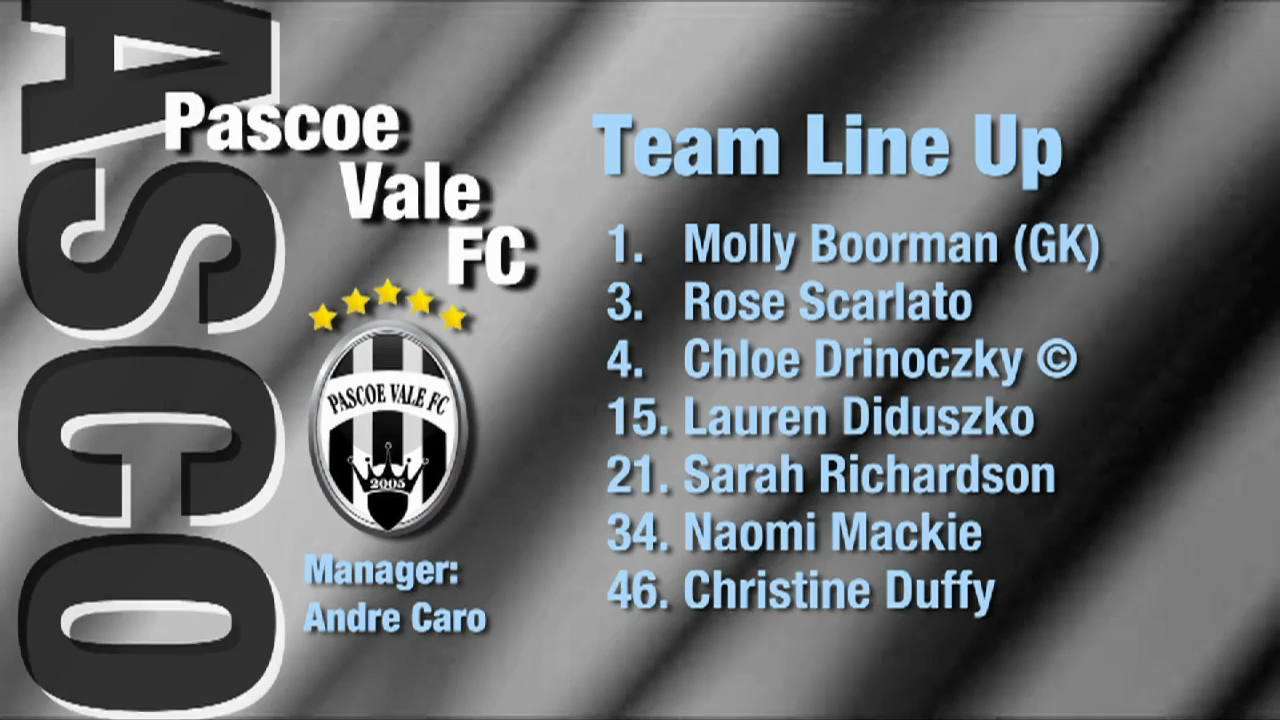 ASCO
Pascoe
Vale
FC
PASCOE VALE FC
2005
Manager:
Andre Caro
Team Line Up
1. Molly Boorman (GK)
3. Rose Scarlato
4. Chloe Drinoczky ©
15. Lauren Diduszko
21. Sarah Richardson
34. Naomi Mackie
46. Christine Duffy